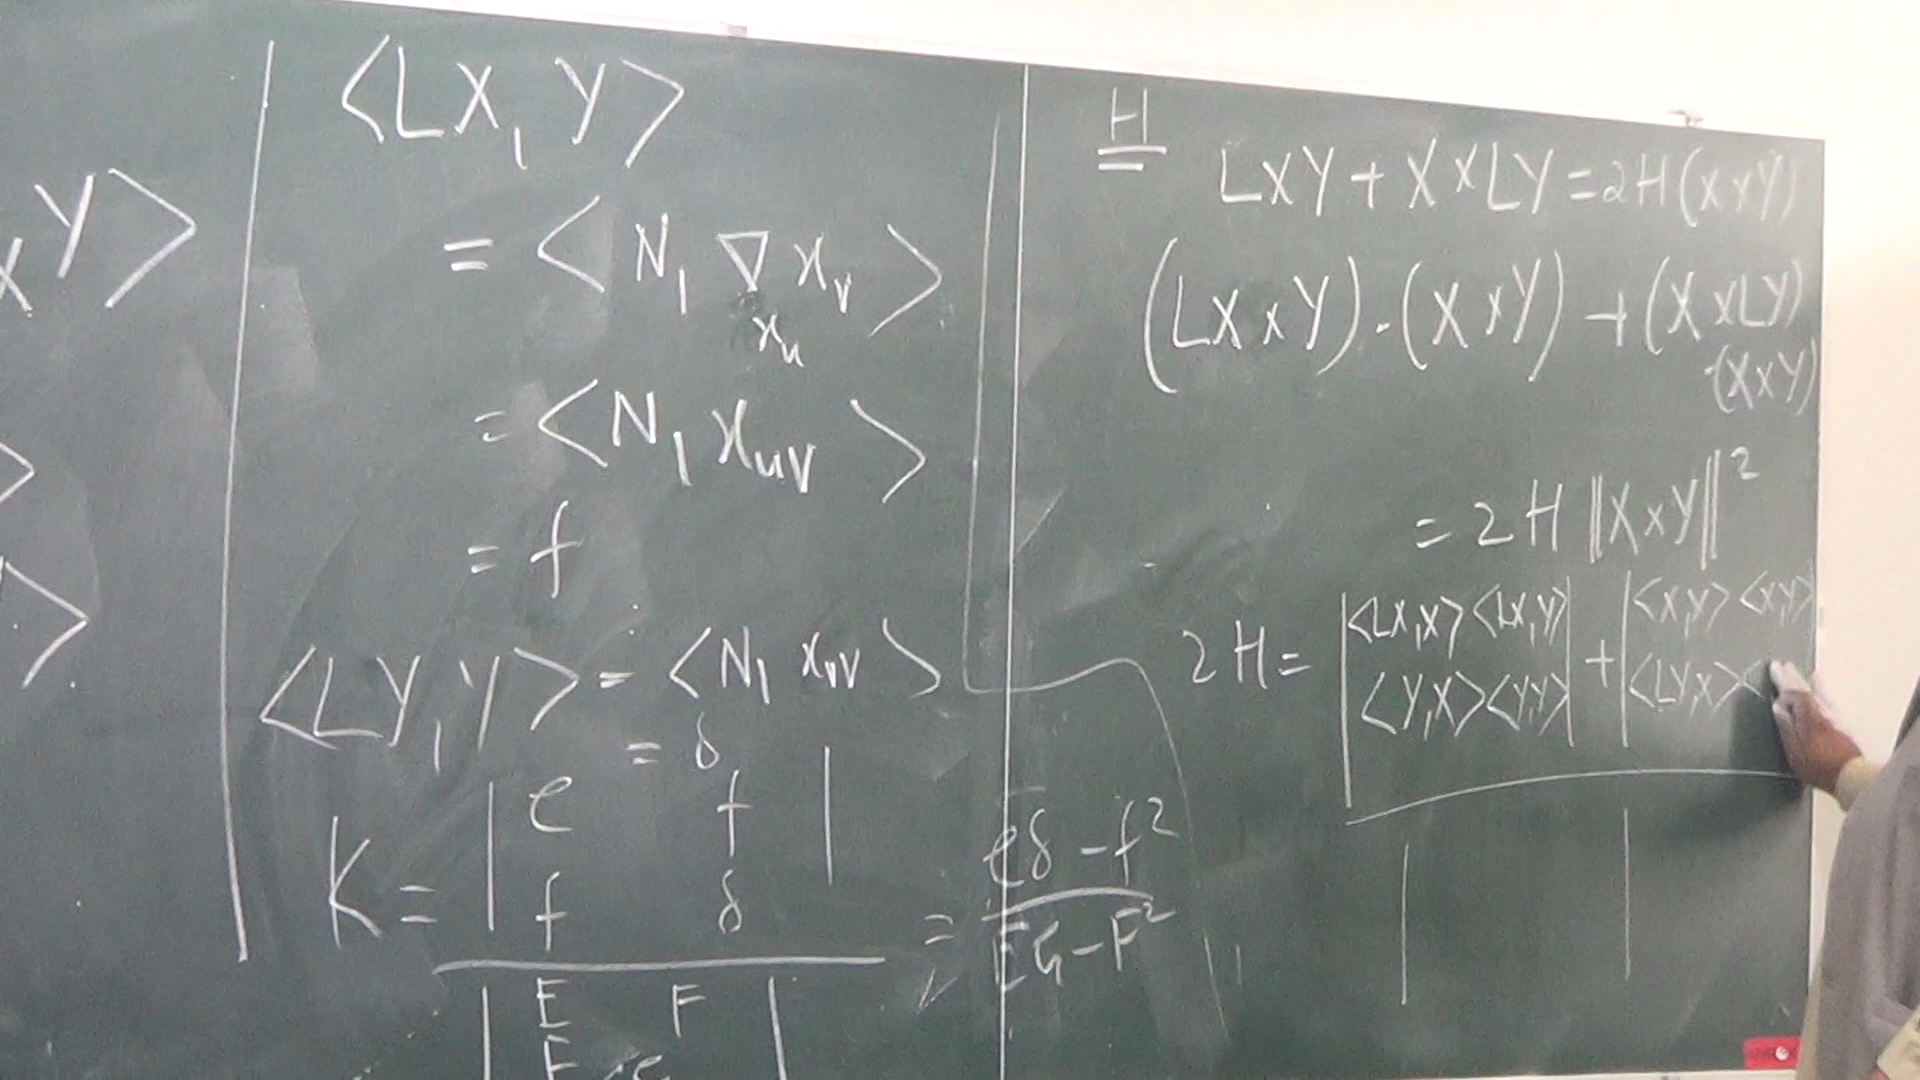 Y⟩
⟨LX, Y⟩
= ⟨N, ∇ x_v⟩
x_u
= ⟨N, x_uv⟩
= f
⟨LY, Y⟩ = ⟨N, x_vv⟩
= g
K = | e f |
| f g |
= eg - f²
EG - F²
| E F |
H
LXY + X×LY = 2H(X×Y)
(LX×Y)·(X×Y) + (X×LY)
·(X×Y)
= 2H ||X×Y||²
2H = |⟨LX,X⟩ ⟨LX,Y⟩| + |⟨X,Y⟩ ⟨X,Y⟩
⟨Y,X⟩ ⟨Y,Y⟩| |⟨LY,X⟩ ⟨